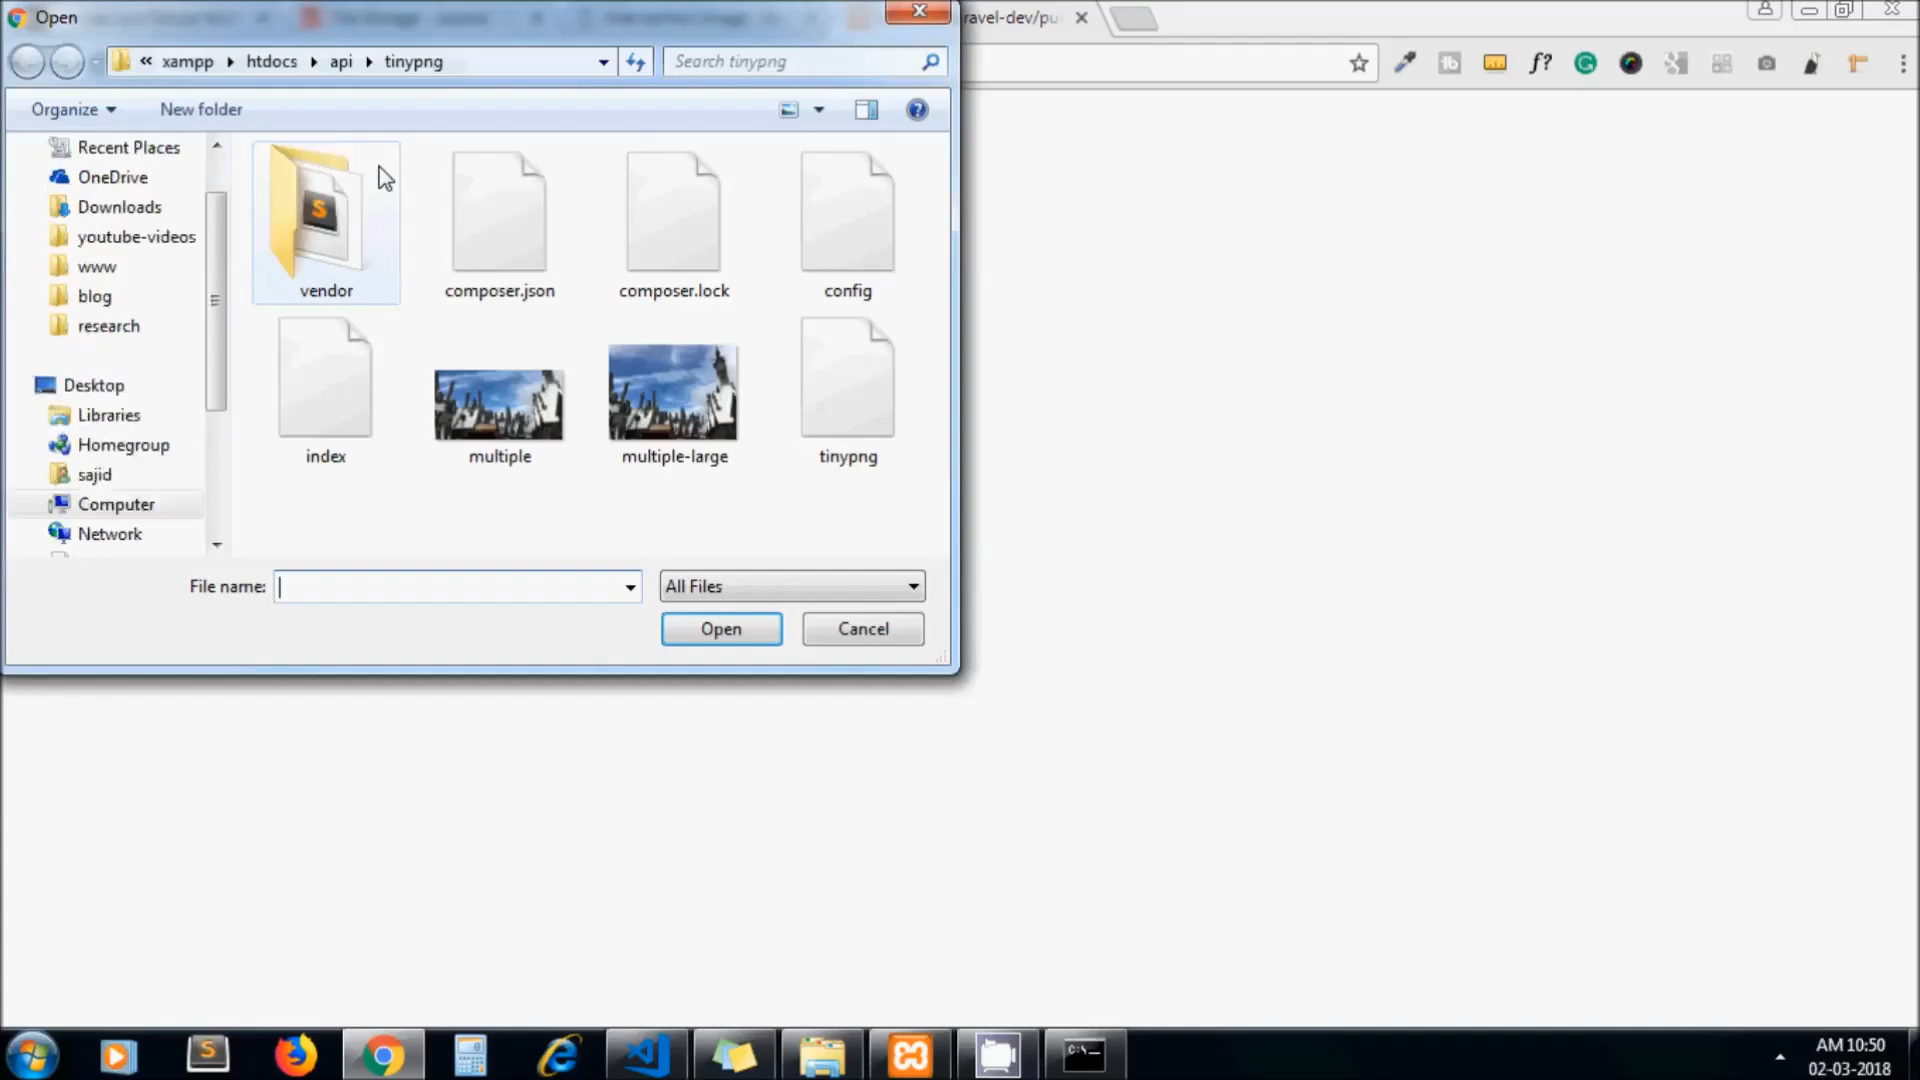 Open
ravel-dev/pu
« xampp htdocs api tinypng
Search tinypng
f?
Organize
New folder
Recent Places
OneDrive
Downloads
youtube-videos
www
blog
research
Desktop
Libraries
Homegroup
sajid
Computer
Network
vendor
composer.json
composer.lock
config
index
multiple
multiple-large
tinypng
File name:
All Files
Open
Cancel
C:\
AM 10:50
02-03-2018